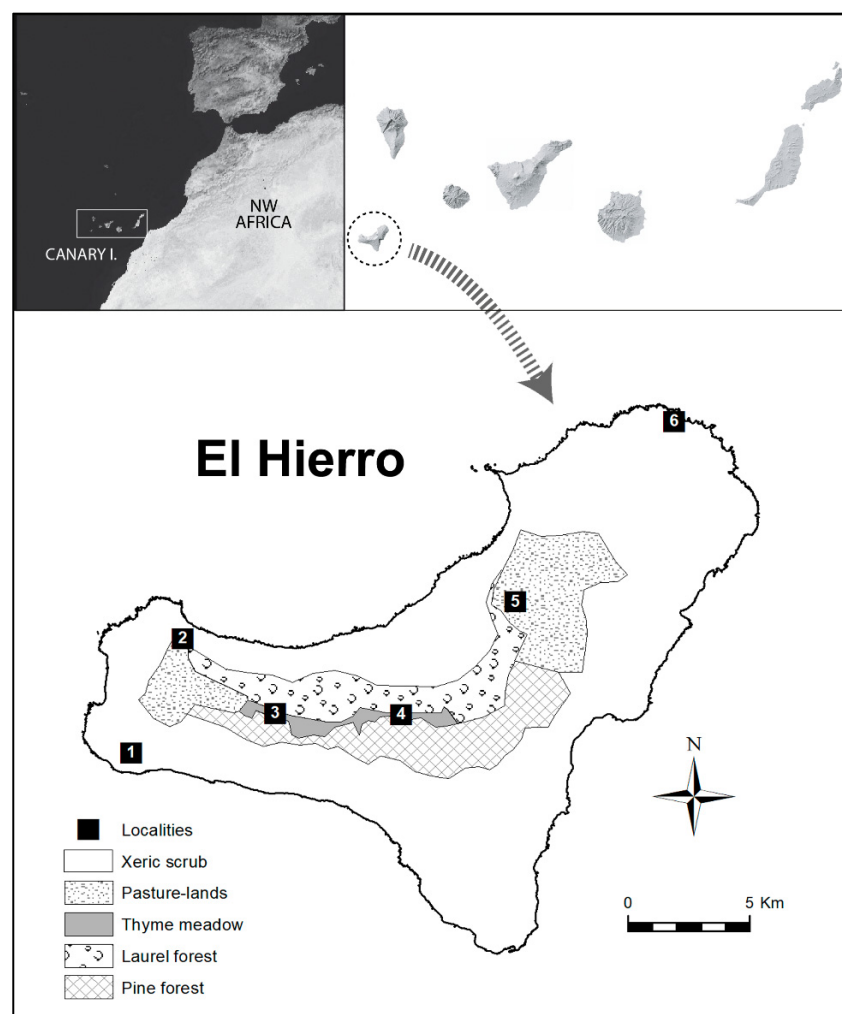 NW
AFRICA
CANARY I.
El Hierro
6
5
2
3
4
1
N
Localities
Xeric scrub
Pasture-lands
Thyme meadow
Laurel forest
Pine forest
0 5 Km